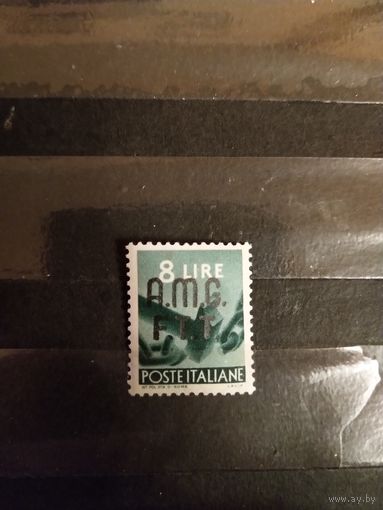 8 LIRE
A.M.G.
F.T.T.
POSTE ITALIANE
www.ay.by